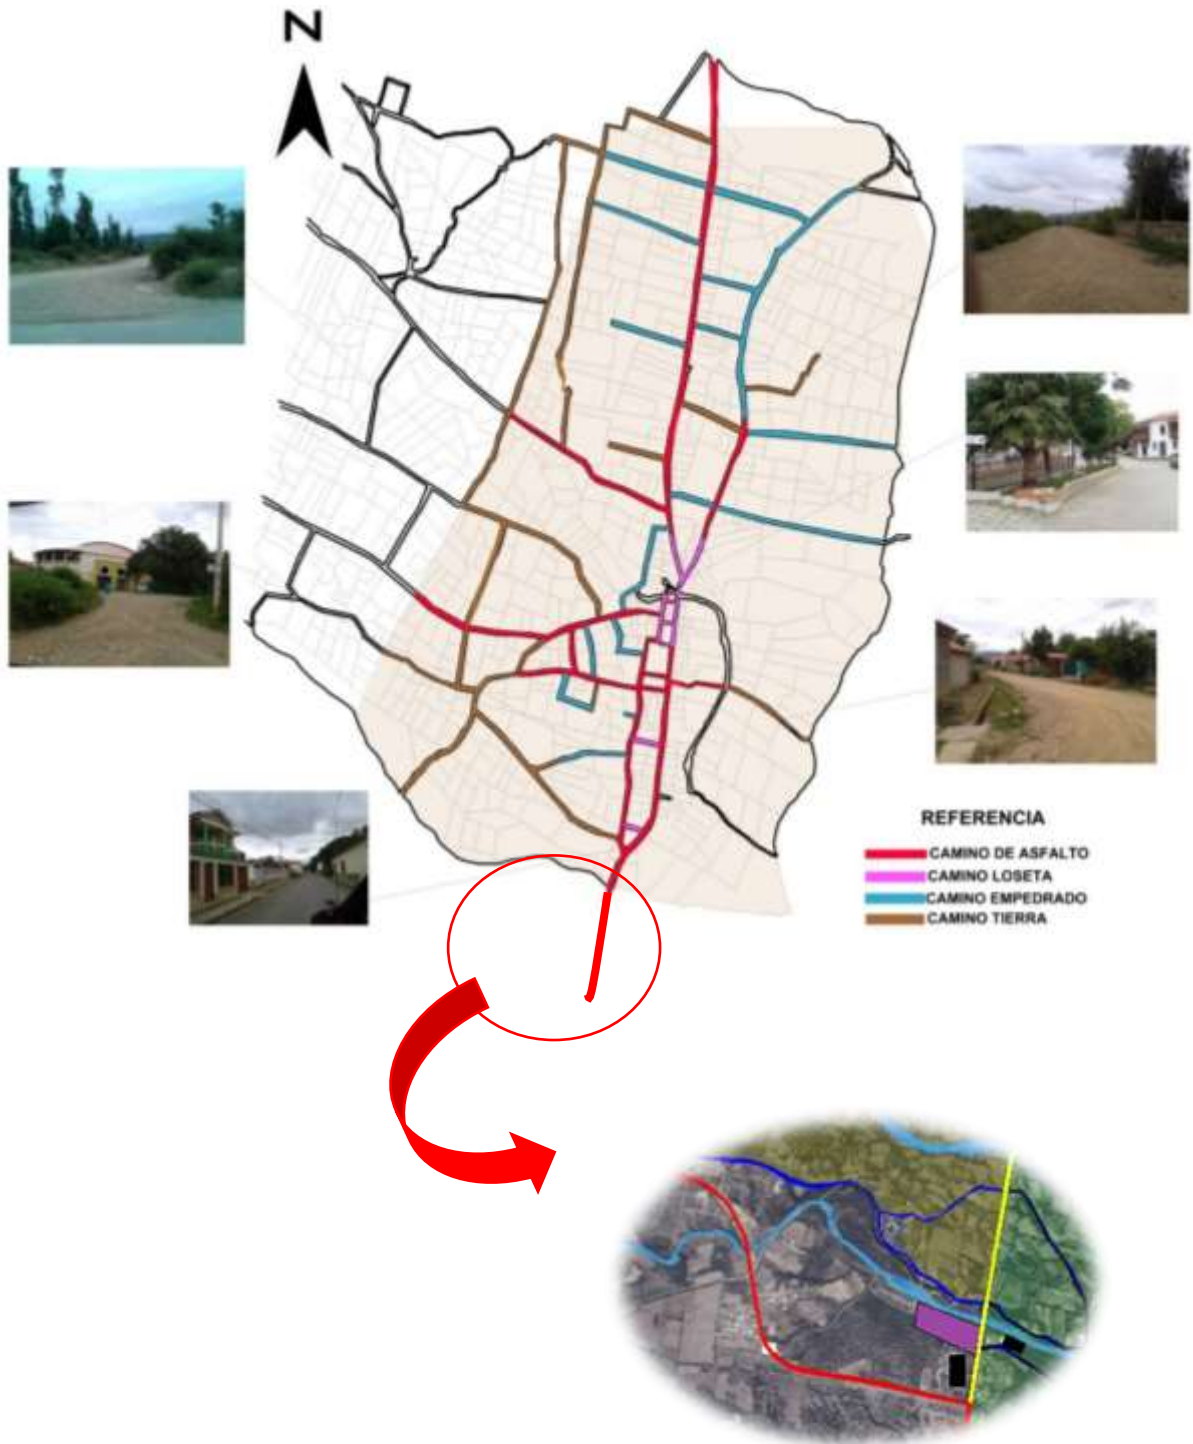 N
REFERENCIA
CAMINO DE ASFALTO
CAMINO LOSETA
CAMINO EMPEDRADO
CAMINO TIERRA